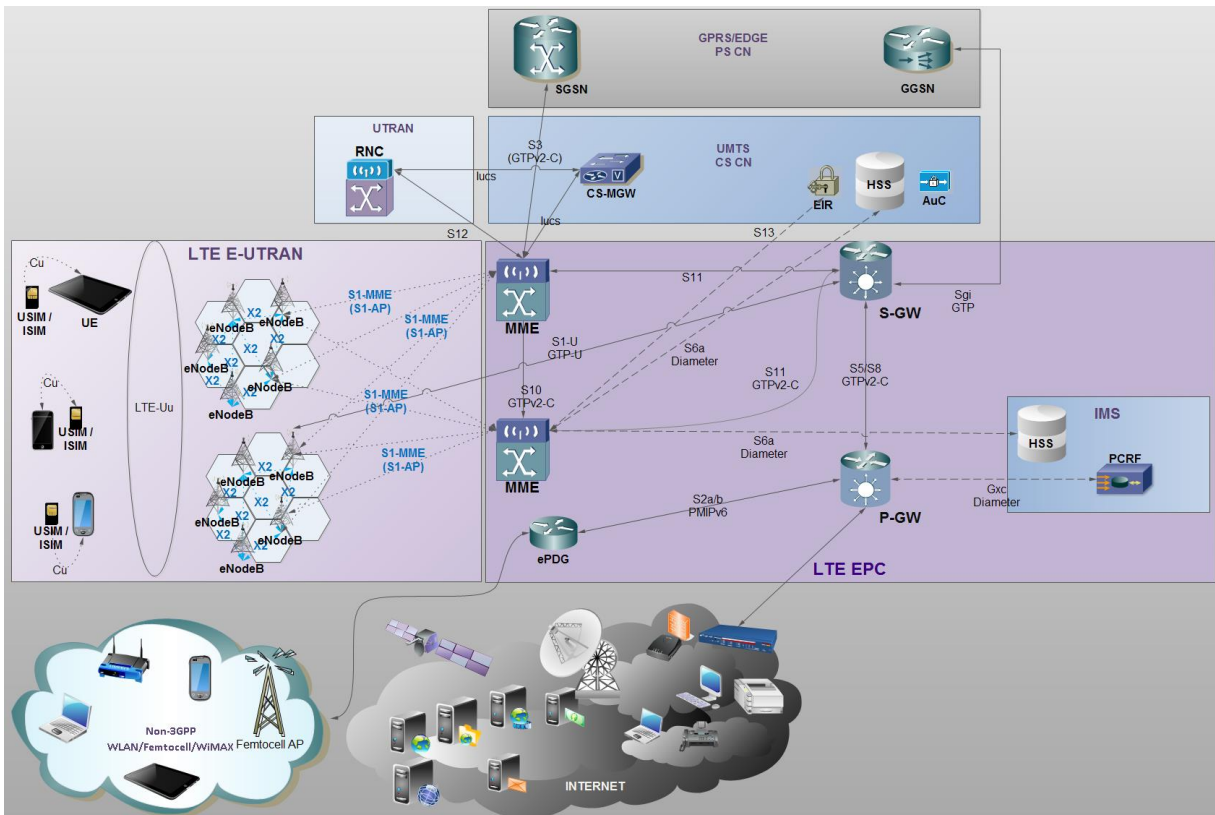 GPRS/EDGE
PS CN
SGSN
GGSN
UTRAN
RNC
UMTS
CS CN
S3
(GTPv2-C)
Iucs
CS-MGW
Iucs
EIR
HSS
AuC
S12
S13
LTE E-UTRAN
Cu
USIM /
ISIM
UE
LTE-Uu
USIM /
ISIM
USIM /
ISIM
Cu
X2
eNodeB
eNodeB
X2
X2
X2
eNodeB
X2
X2
eNodeB
eNodeB
X2
eNodeB
eNodeB
X2
X2
X2
eNodeB
X2
X2
eNodeB
eNodeB
S1-MME
(S1-AP)
S1-MME
(S1-AP)
S1-MME
(S1-AP)
S1-MME
(S1-AP)
MME
S11
S-GW
Sgi
GTP
S1-U
GTP-U
S6a
Diameter
S11
GTPv2-C
S5/S8
GTPv2-C
S10
GTPv2-C
MME
S6a
Diameter
IMS
HSS
PCRF
Gxc
Diameter
P-GW
S2a/b
PMIPv6
ePDG
LTE EPC
Non-3GPP
WLAN/Femtocell/WiMAX
Femtocell AP
INTERNET